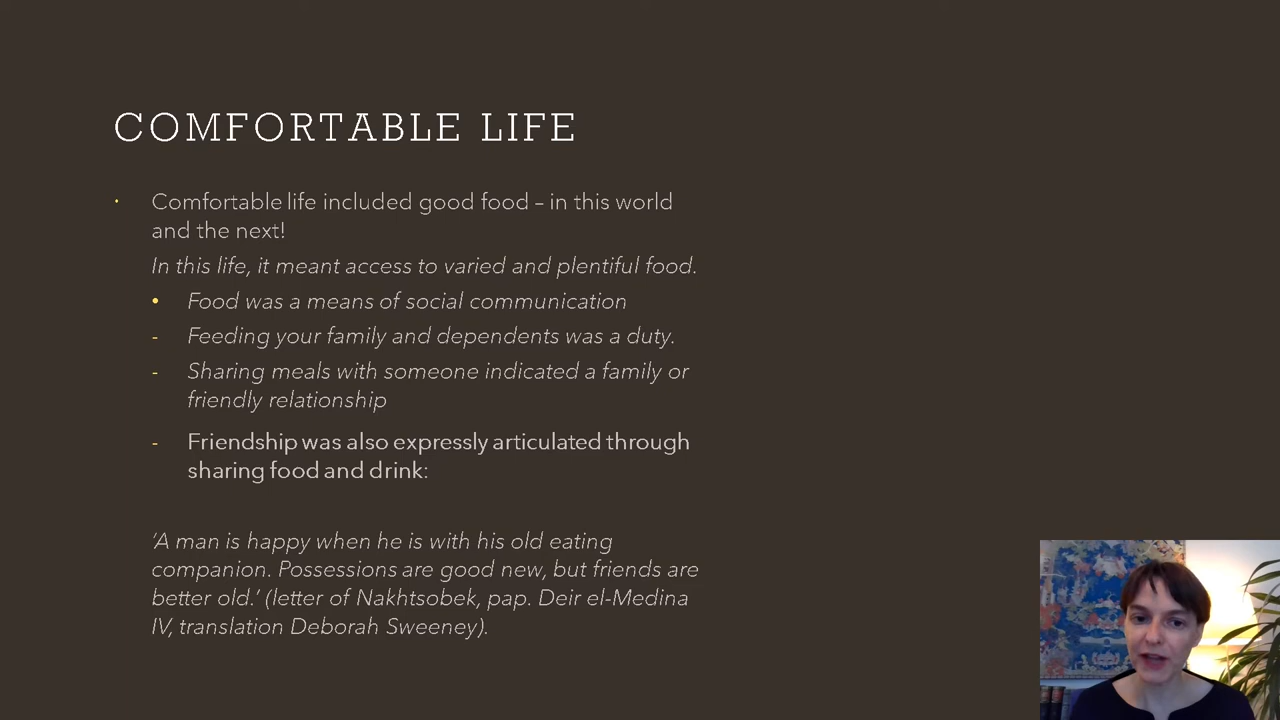 COMFORTABLE LIFE
· Comfortable life included good food – in this world
and the next!
In this life, it meant access to varied and plentiful food.
• Food was a means of social communication
- Feeding your family and dependents was a duty.
- Sharing meals with someone indicated a family or
friendly relationship
- Friendship was also expressly articulated through
sharing food and drink:
‘A man is happy when he is with his old eating
companion. Possessions are good new, but friends are
better old.’ (letter of Nakhtsobek, pap. Deir el-Medina
IV, translation Deborah Sweeney).